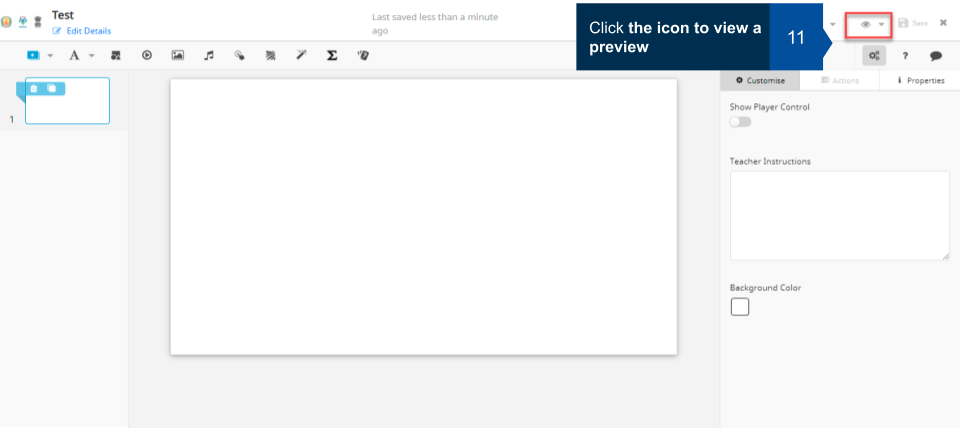 Test
Edit Details
Last saved less than a minute
ago
Click the icon to view a
preview
11
Save
Customise
Actions
Properties
Show Player Control
Teacher Instructions
Background Color
1